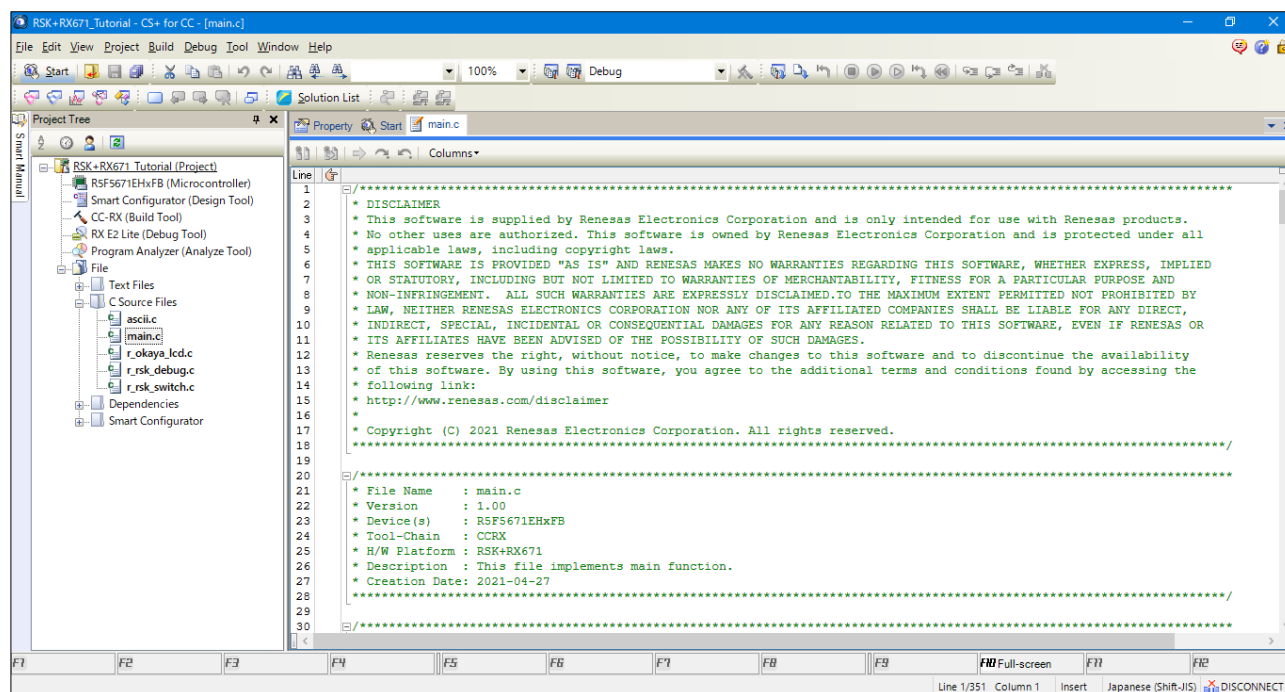 RSK+RX671_Tutorial - CS+ for CC - [main.c]
File Edit View Project Build Debug Tool Window Help
Start 100% Debug
Solution List
Smart Manual
Project Tree
RSK+RX671_Tutorial (Project)
R5F5671EHxFB (Microcontroller)
Smart Configurator (Design Tool)
CC-RX (Build Tool)
RX E2 Lite (Debug Tool)
Program Analyzer (Analyze Tool)
File
Text Files
C Source Files
ascii.c
main.c
r_okaya_lcd.c
r_rsk_debug.c
r_rsk_switch.c
Dependencies
Smart Configurator
Property Start main.c
Columns
Line
1 /************************************************************************************************************************
2 * DISCLAIMER
3 * This software is supplied by Renesas Electronics Corporation and is only intended for use with Renesas products.
4 * No other uses are authorized. This software is owned by Renesas Electronics Corporation and is protected under all
5 * applicable laws, including copyright laws.
6 * THIS SOFTWARE IS PROVIDED "AS IS" AND RENESAS MAKES NO WARRANTIES REGARDING THIS SOFTWARE, WHETHER EXPRESS, IMPLIED
7 * OR STATUTORY, INCLUDING BUT NOT LIMITED TO WARRANTIES OF MERCHANTABILITY, FITNESS FOR A PARTICULAR PURPOSE AND
8 * NON-INFRINGEMENT.  ALL SUCH WARRANTIES ARE EXPRESSLY DISCLAIMED.TO THE MAXIMUM EXTENT PERMITTED NOT PROHIBITED BY
9 * LAW, NEITHER RENESAS ELECTRONICS CORPORATION NOR ANY OF ITS AFFILIATED COMPANIES SHALL BE LIABLE FOR ANY DIRECT,
10 * INDIRECT, SPECIAL, INCIDENTAL OR CONSEQUENTIAL DAMAGES FOR ANY REASON RELATED TO THIS SOFTWARE, EVEN IF RENESAS OR
11 * ITS AFFILIATES HAVE BEEN ADVISED OF THE POSSIBILITY OF SUCH DAMAGES.
12 * Renesas reserves the right, without notice, to make changes to this software and to discontinue the availability
13 * of this software. By using this software, you agree to the additional terms and conditions found by accessing the
14 * following link:
15 * http://www.renesas.com/disclaimer
16 *
17 * Copyright (C) 2021 Renesas Electronics Corporation. All rights reserved.
18 ***********************************************************************************************************************/
19
20 /************************************************************************************************************************
21 * File Name    : main.c
22 * Version      : 1.00
23 * Device(s)    : R5F5671EHxFB
24 * Tool-Chain   : CCRX
25 * H/W Platform : RSK+RX671
26 * Description  : This file implements main function.
27 * Creation Date: 2021-04-27
28 ***********************************************************************************************************************/
29
30 /************************************************************************************************************************
F1 F2 F3 F4 F5 F6 F7 F8 F9 F10 Full-screen F11 F12
Line 1/351 Column 1 Insert Japanese (Shift-JIS) DISCONNECT